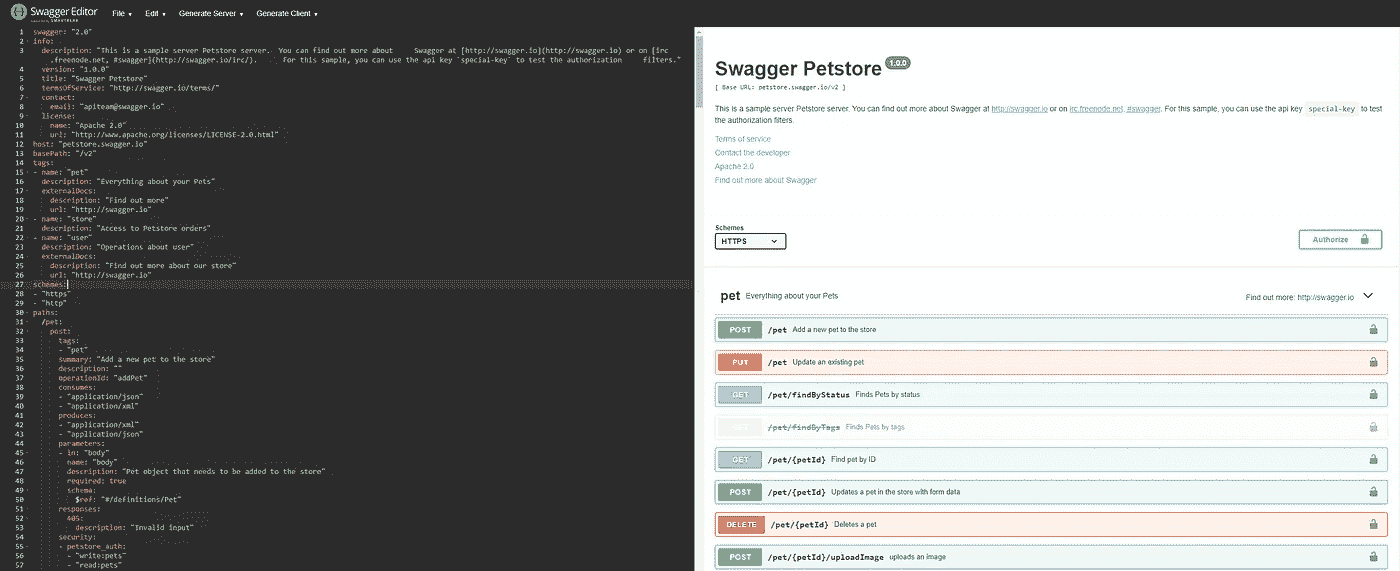 Swagger Editor
File ▾ Edit ▾ Generate Server ▾ Generate Client ▾
1 swagger: "2.0"
2 info:
3 description: "This is a sample server Petstore server. You can find out more about Swagger at [http://swagger.io](http://swagger.io) or on [irc
.freenode.net, #swagger](http://swagger.io/irc/). For this sample, you can use the api key `special-key` to test the authorization filters."
4 version: "1.0.0"
5 title: "Swagger Petstore"
6 termsOfService: "http://swagger.io/terms/"
7 contact:
8 email: "apiteam@swagger.io"
9 license:
10 name: "Apache 2.0"
11 url: "http://www.apache.org/licenses/LICENSE-2.0.html"
12 host: "petstore.swagger.io"
13 basePath: "/v2"
14 tags:
15 - name: "pet"
16 description: "Everything about your Pets"
17 externalDocs:
18 description: "Find out more"
19 url: "http://swagger.io"
20 - name: "store"
21 description: "Access to Petstore orders"
22 - name: "user"
23 description: "Operations about user"
24 externalDocs:
25 description: "Find out more about our store"
26 url: "http://swagger.io"
27 schemes:
28 - "https"
29 - "http"
30 paths:
31 /pet:
32 post:
33 tags:
34 - "pet"
35 summary: "Add a new pet to the store"
36 description: ""
37 operationId: "addPet"
38 consumes:
39 - "application/json"
40 - "application/xml"
41 produces:
42 - "application/xml"
43 - "application/json"
44 parameters:
45 - in: "body"
46 name: "body"
47 description: "Pet object that needs to be added to the store"
48 required: true
49 schema:
50 $ref: "#/definitions/Pet"
51 responses:
52 405:
53 description: "Invalid input"
54 security:
55 - petstore_auth:
56 - "write:pets"
57 - "read:pets"
Swagger Petstore 1.0.0
[ Base URL: petstore.swagger.io/v2 ]
This is a sample server Petstore server. You can find out more about Swagger at http://swagger.io or on irc.freenode.net, #swagger. For this sample, you can use the api key special-key to test
the authorization filters.
Terms of service
Contact the developer
Apache 2.0
Find out more about Swagger
Schemes
HTTPS
Authorize
pet Everything about your Pets Find out more: http://swagger.io
POST /pet Add a new pet to the store
PUT /pet Update an existing pet
GET /pet/findByStatus Finds Pets by status
GET /pet/findByTags Finds Pets by tags
GET /pet/{petId} Find pet by ID
POST /pet/{petId} Updates a pet in the store with form data
DELETE /pet/{petId} Deletes a pet
POST /pet/{petId}/uploadImage uploads an image